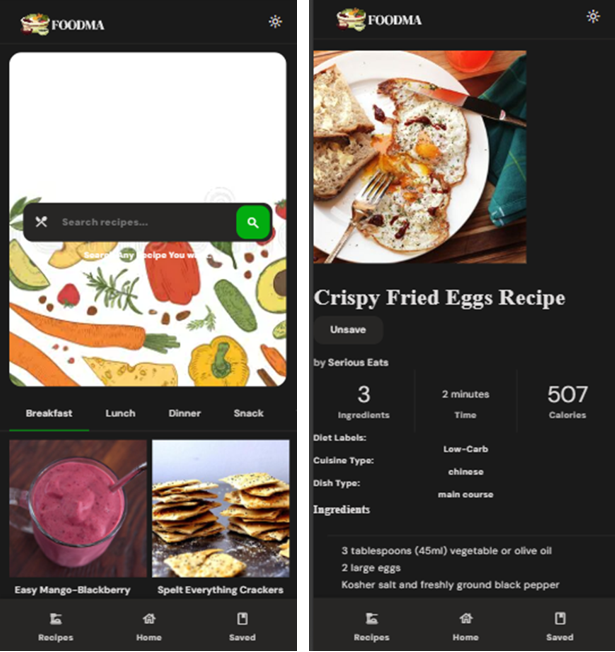 FOODMA
Search recipes...
Search Any Recipe You want
Breakfast Lunch Dinner Snack
Easy Mango-Blackberry
Spelt Everything Crackers
Recipes Home Saved
FOODMA
Crispy Fried Eggs Recipe
Unsave
by Serious Eats
3 2 minutes 507
Ingredients Time Calories
Diet Labels:
Low-Carb
Cuisine Type:
chinese
Dish Type:
main course
Ingredients
3 tablespoons (45ml) vegetable or olive oil
2 large eggs
Kosher salt and freshly ground black pepper
Recipes Home Saved